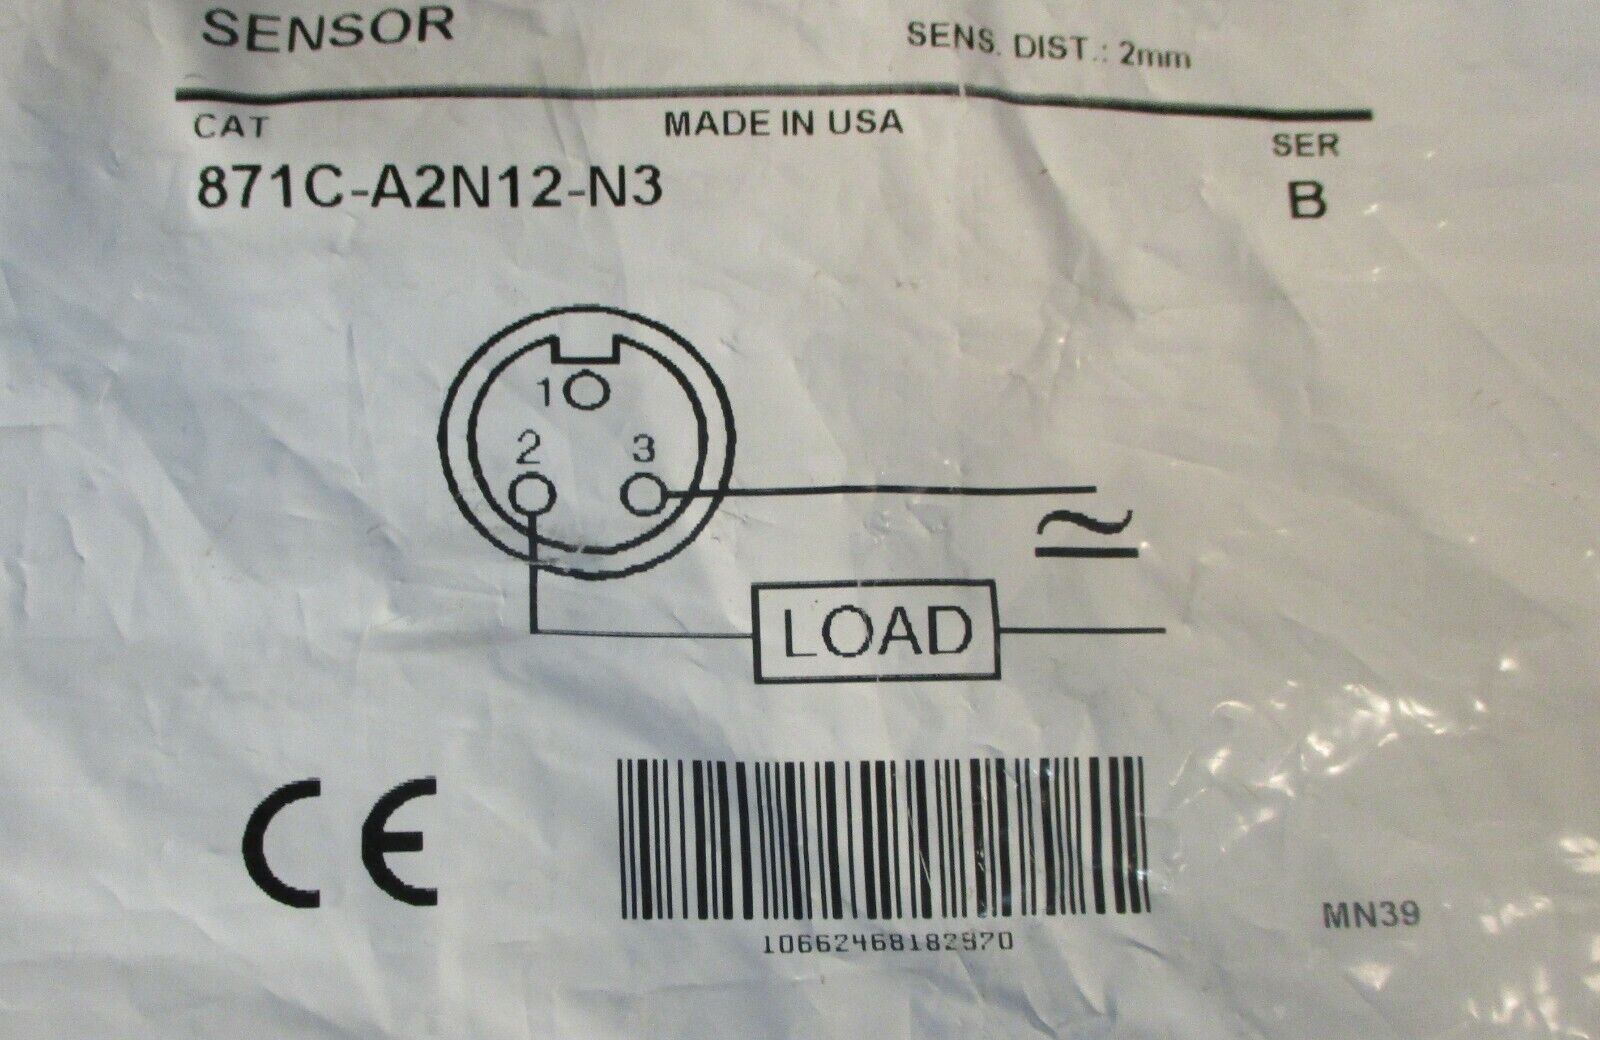 SENSOR
SENS. DIST.: 2mm
CAT
MADE IN USA
SER
871C-A2N12-N3
B
1
2
3
LOAD
CE
10662468182970
MN39